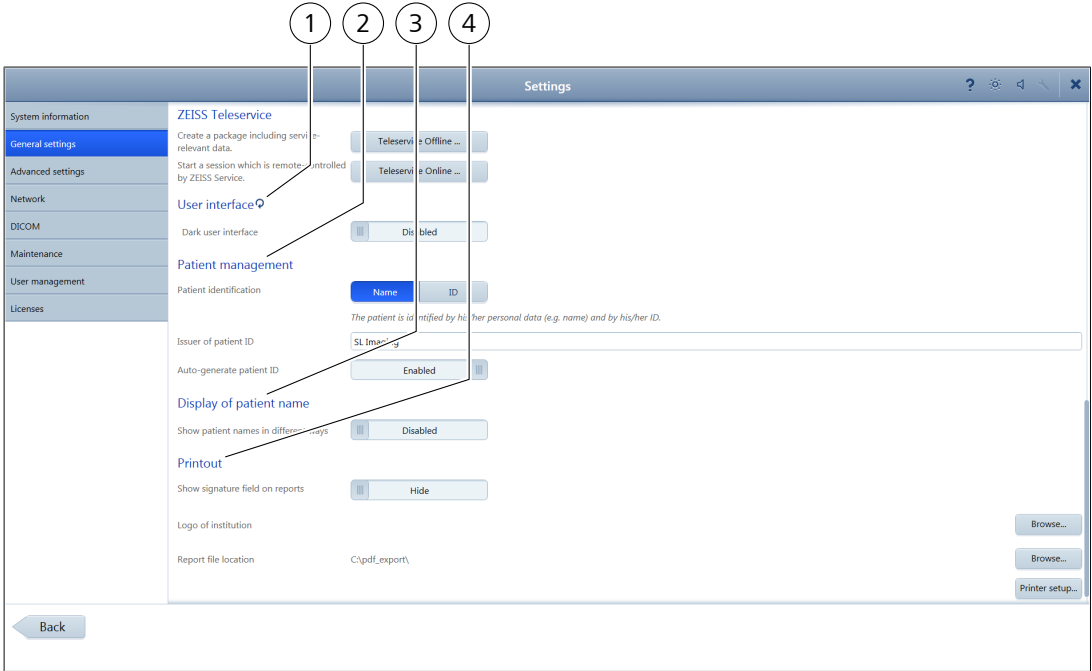 1 2 3 4
Settings
?
System information
General settings
Advanced settings
Network
DICOM
Maintenance
User management
Licenses
ZEISS Teleservice
Create a package including service-
relevant data.
Teleservice Offline ...
Start a session which is remote-controlled
by ZEISS Service.
Teleservice Online ...
User interface
Dark user interface
Disabled
Patient management
Patient identification
Name
ID
The patient is identified by his/her personal data (e.g. name) and by his/her ID.
Issuer of patient ID
SL Imaging
Auto-generate patient ID
Enabled
Display of patient name
Show patient names in different ways
Disabled
Printout
Show signature field on reports
Hide
Logo of institution
Browse...
Report file location
C:\pdf_export\
Browse...
Printer setup...
Back